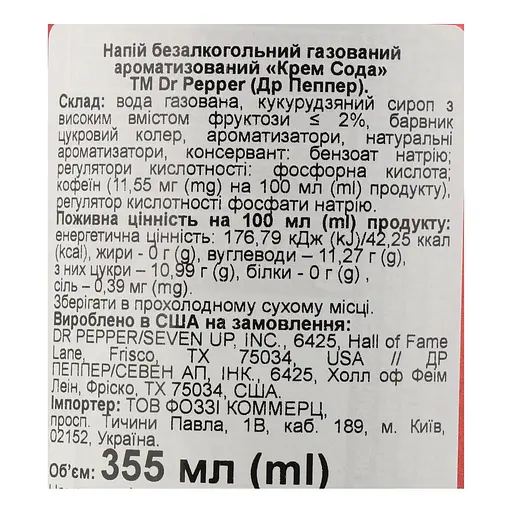 Напій безалкогольний газований
ароматизований «Крем Сода»
ТМ Dr Pepper (Др Пеппер).
Склад: вода газована, кукурудзяний сироп з
високим вмістом фруктози ≤ 2%, барвник
цукровий колер, ароматизатори, натуральні
ароматизатори, консервант: бензоат натрію;
регулятори кислотності: фосфорна кислота;
кофеїн (11,55 мг (mg) на 100 мл (ml) продукту),
регулятор кислотності фосфати натрію.
Поживна цінність на 100 мл (ml) продукту:
енергетична цінність: 176,79 кДж (kJ)/42,25 ккал
(kcal), жири - 0 г (g), вуглеводи – 11,27 г (g),
з них цукри – 10,99 г (g), білки - 0 г (g) ,
сіль – 0,39 мг (mg).
Зберігати в прохолодному сухому місці.
Вироблено в США на замовлення:
DR PEPPER/SEVEN UP, INC., 6425, Hall of Fame
Lane, Frisco, TX 75034, USA // ДР
ПЕППЕР/СЕВЕН АП, ІНК., 6425, Холл оф Фейм
Леін, Фріско, ТХ 75034, США.
Імпортер: ТОВ ФОЗЗІ КОММЕРЦ,
просп. Тичини Павла, 1В, каб. 189, м. Київ,
02152, Україна.
Об'єм: 355 мл (ml)